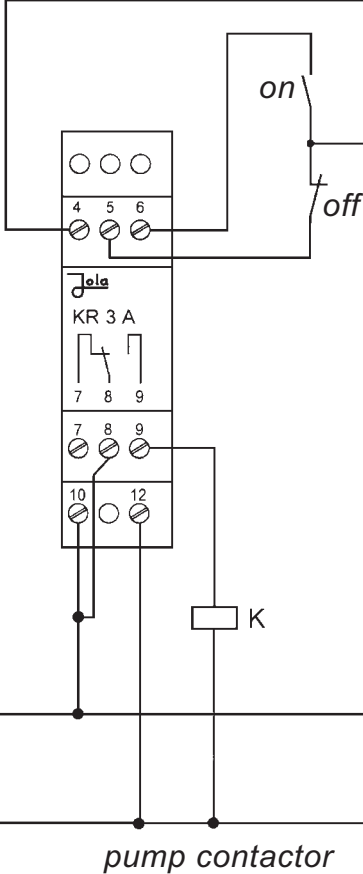 on
off
4 5 6
Jola
KR 3 A
7 8 9
7 8 9
10 12
K
pump contactor